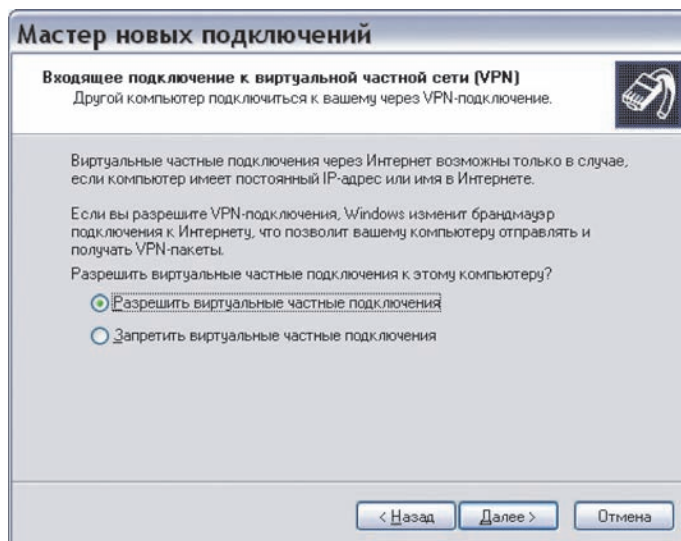 Мастер новых подключений
Входящее подключение к виртуальной частной сети (VPN)
Другой компьютер подключиться к вашему через VPN-подключение.
Виртуальные частные подключения через Интернет возможны только в случае,
если компьютер имеет постоянный IP-адрес или имя в Интернете.
Если вы разрешите VPN-подключения, Windows изменит брандмауэр
подключения к Интернету, что позволит вашему компьютеру отправлять и
получать VPN-пакеты.
Разрешить виртуальные частные подключения к этому компьютеру?
Разрешить виртуальные частные подключения
Запретить виртуальные частные подключения
< Назад Далее > Отмена